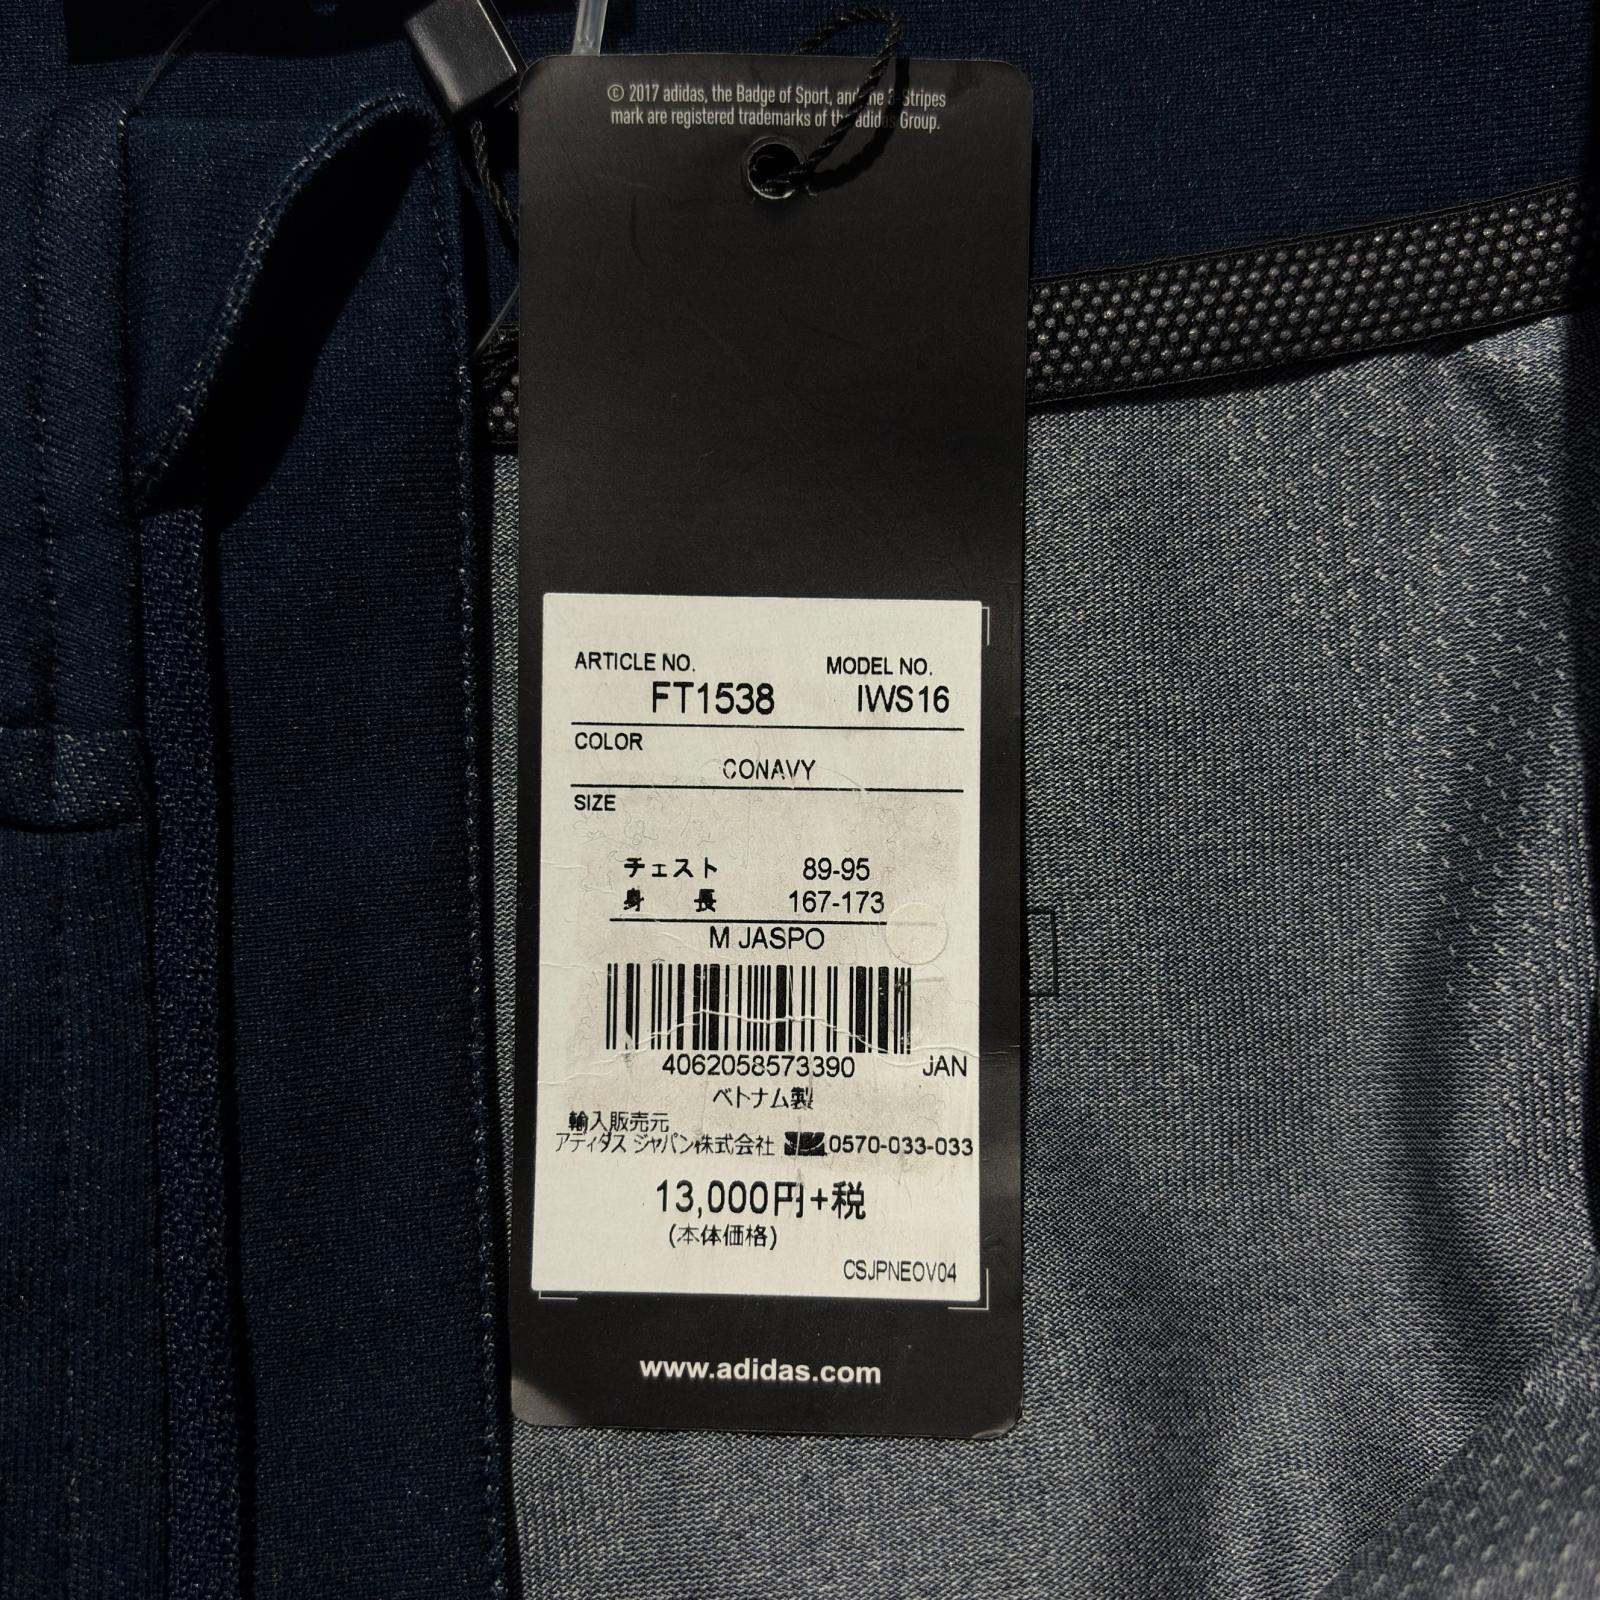 © 2017 adidas, the Badge of Sport, and the 3-Stripes
mark are registered trademarks of the adidas Group.
ARTICLE NO. MODEL NO.
FT1538 IWS16
COLOR
CONAVY
SIZE
チェスト 89-95
身 長 167-173
M JASPO
4062058573390 JAN
ベトナム製
輸入販売元
アディダス ジャパン株式会社 0570-033-033
13,000円+税
(本体価格)
CSJPNEOV04
www.adidas.com